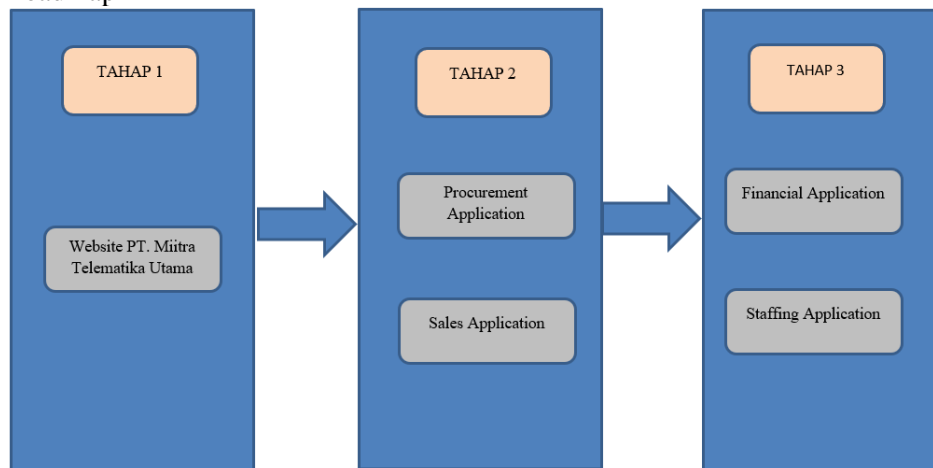 TAHAP 1
Website PT. Miitra
Telematika Utama
TAHAP 2
Procurement
Application
Sales Application
TAHAP 3
Financial Application
Staffing Application